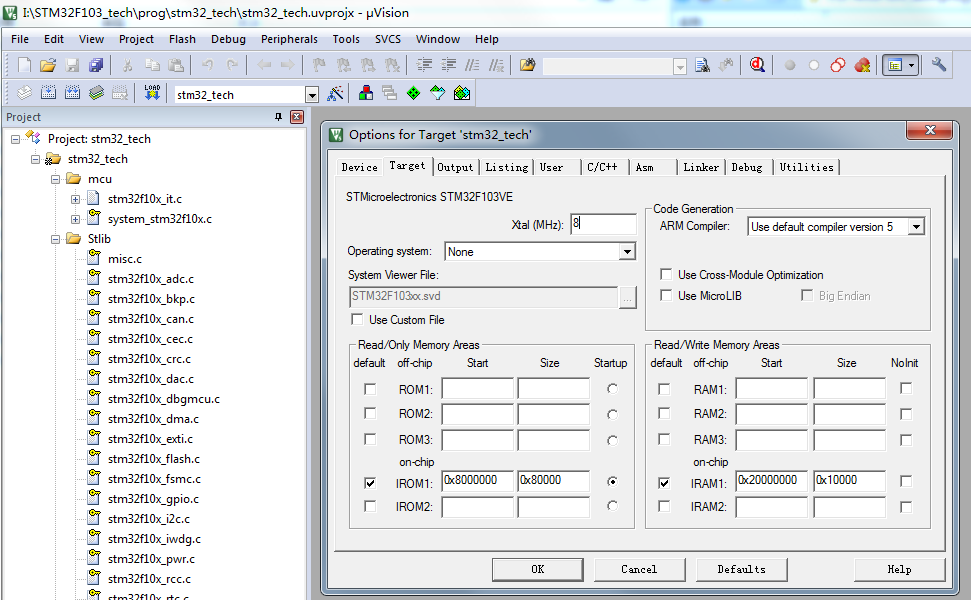 I:\STM32F103_tech\prog\stm32_tech\stm32_tech.uvprojx - µVision
File Edit View Project Flash Debug Peripherals Tools SVCS Window Help
LOAD
stm32_tech
Project
Project: stm32_tech
stm32_tech
mcu
stm32f10x_it.c
system_stm32f10x.c
Stlib
misc.c
stm32f10x_adc.c
stm32f10x_bkp.c
stm32f10x_can.c
stm32f10x_cec.c
stm32f10x_crc.c
stm32f10x_dac.c
stm32f10x_dbgmcu.c
stm32f10x_dma.c
stm32f10x_exti.c
stm32f10x_flash.c
stm32f10x_fsmc.c
stm32f10x_gpio.c
stm32f10x_i2c.c
stm32f10x_iwdg.c
stm32f10x_pwr.c
stm32f10x_rcc.c
stm32f10x_rtc.c
Options for Target 'stm32_tech'
Device Target Output Listing User C/C++ Asm Linker Debug Utilities
STMicroelectronics STM32F103VE
Xtal (MHz): 8
Operating system: None
System Viewer File:
STM32F103xx.svd ...
Use Custom File
Code Generation
ARM Compiler: Use default compiler version 5
Use Cross-Module Optimization
Use MicroLIB Big Endian
Read/Only Memory Areas
default off-chip Start Size Startup
ROM1:
ROM2:
ROM3:
on-chip
IROM1: 0x8000000 0x80000
IROM2:
Read/Write Memory Areas
default off-chip Start Size NoInit
RAM1:
RAM2:
RAM3:
on-chip
IRAM1: 0x20000000 0x10000
IRAM2:
OK Cancel Defaults Help